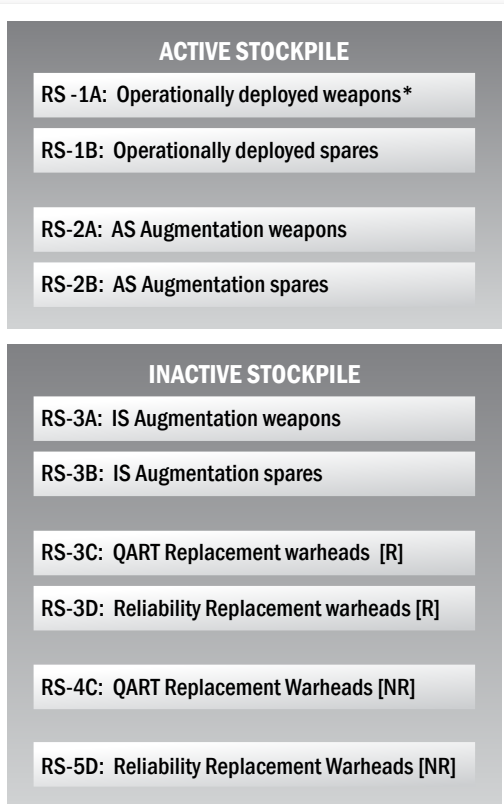 ACTIVE STOCKPILE
RS -1A: Operationally deployed weapons*
RS-1B: Operationally deployed spares
RS-2A: AS Augmentation weapons
RS-2B: AS Augmentation spares
INACTIVE STOCKPILE
RS-3A: IS Augmentation weapons
RS-3B: IS Augmentation spares
RS-3C: QART Replacement warheads [R]
RS-3D: Reliability Replacement warheads [R]
RS-4C: QART Replacement Warheads [NR]
RS-5D: Reliability Replacement Warheads [NR]